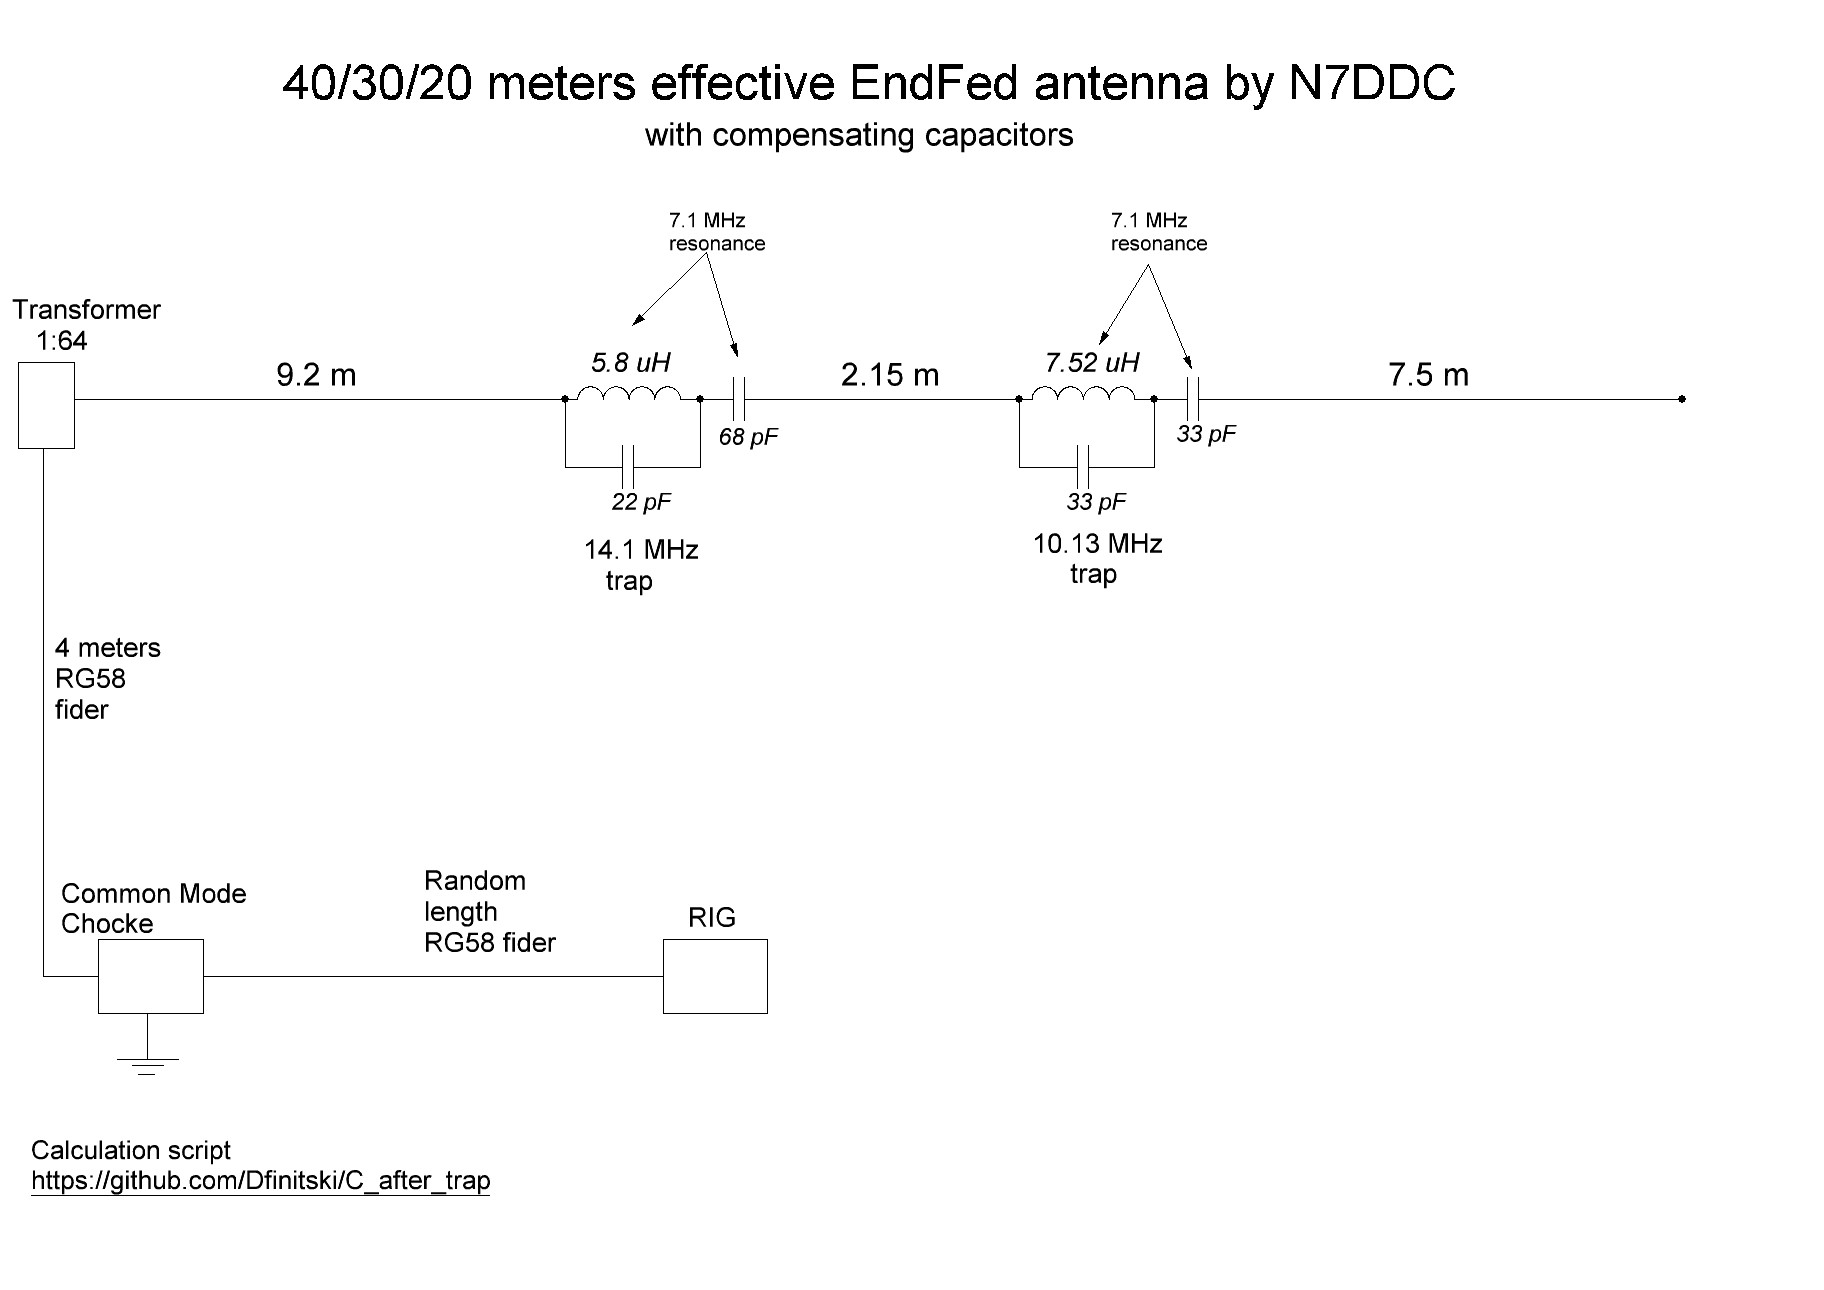 40/30/20 meters effective EndFed antenna by N7DDC
with compensating capacitors
7.1 MHz
resonance
7.1 MHz
resonance
Transformer
1:64
9.2 m
5.8 uH
68 pF
22 pF
14.1 MHz
trap
2.15 m
7.52 uH
33 pF
33 pF
10.13 MHz
trap
7.5 m
4 meters
RG58
fider
Common Mode
Chocke
Random
length
RG58 fider
RIG
Calculation script
https://github.com/Dfinitski/C_after_trap